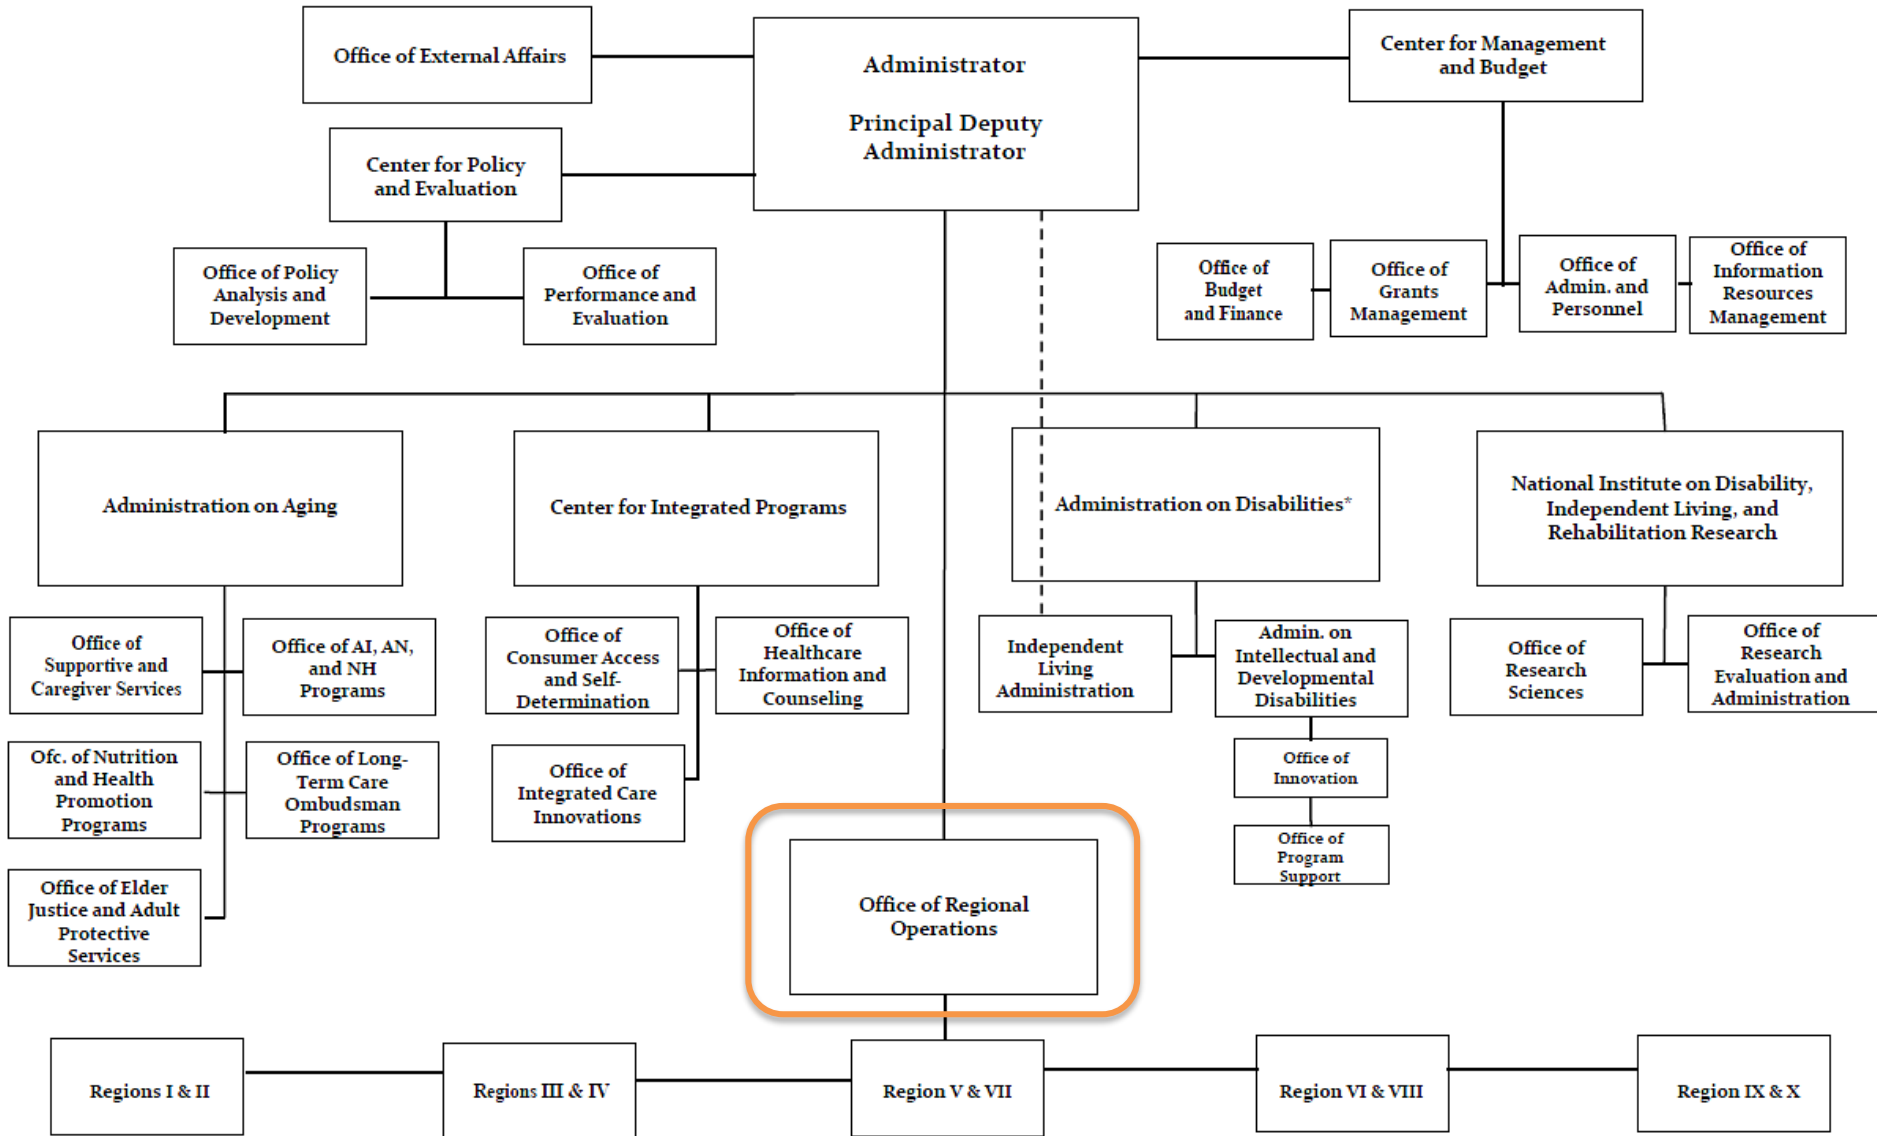 Office of External Affairs
Administrator
Principal Deputy
Administrator
Center for Management
and Budget
Center for Policy
and Evaluation
Office of Policy
Analysis and
Development
Office of
Performance and
Evaluation
Office of
Budget
and Finance
Office of
Grants
Management
Office of
Admin. and
Personnel
Office of
Information
Resources
Management
Administration on Aging
Center for Integrated Programs
Administration on Disabilities*
National Institute on Disability,
Independent Living, and
Rehabilitation Research
Office of
Supportive and
Caregiver Services
Office of AI, AN,
and NH
Programs
Office of
Consumer Access
and Self-
Determination
Office of
Healthcare
Information and
Counseling
Independent
Living
Administration
Admin. on
Intellectual and
Developmental
Disabilities
Office of
Research
Sciences
Office of
Research
Evaluation and
Administration
Ofc. of Nutrition
and Health
Promotion
Programs
Office of Long-
Term Care
Ombudsman
Programs
Office of
Integrated Care
Innovations
Office of
Innovation
Office of
Program
Support
Office of Elder
Justice and Adult
Protective
Services
Office of Regional
Operations
Regions I & II
Regions III & IV
Region V & VII
Region VI & VIII
Region IX & X